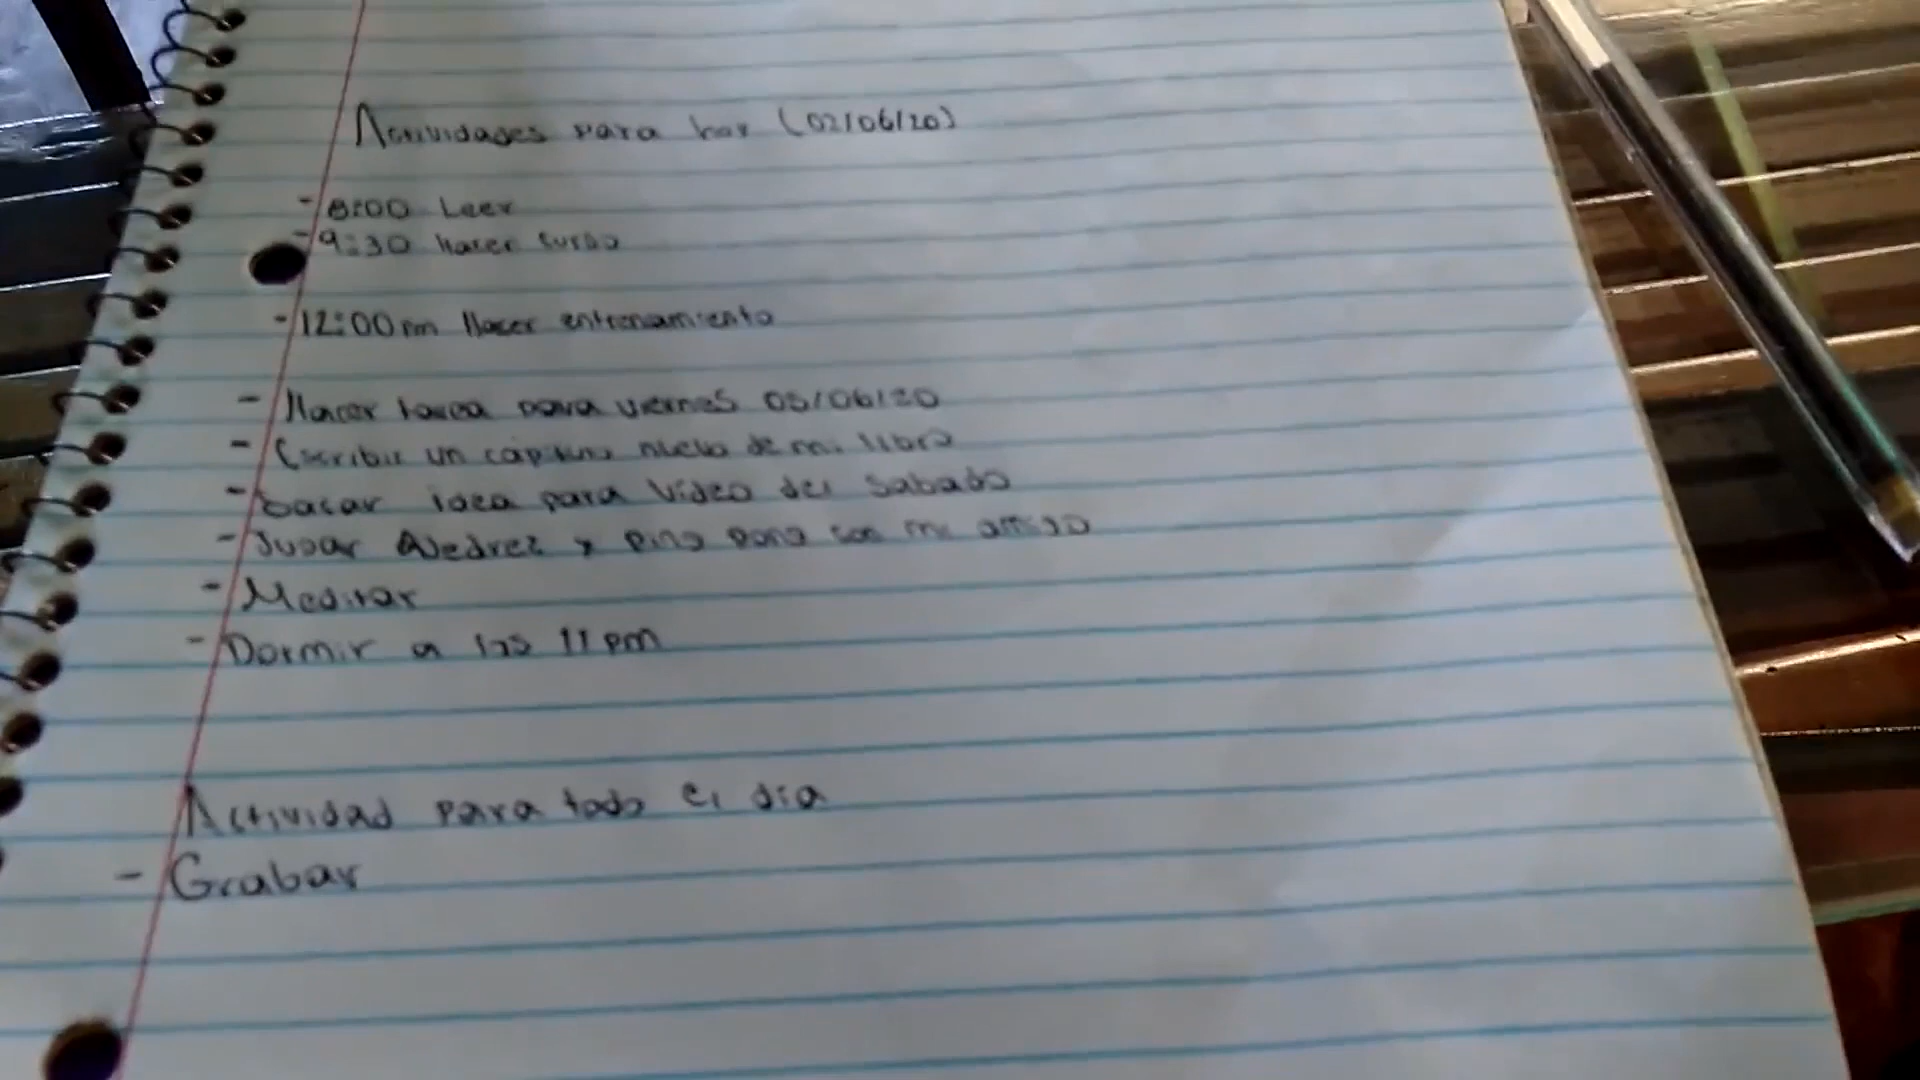 Actividades para hoy (02/06/20)
- 8:00 Leer
- 9:30 hacer curso
- 12:00 pm Hacer entrenamiento
- Hacer tarea para viernes 05/06/20
- Escribir un capitulo nuevo de mi libro
- Sacar idea para video del sabado
- Jugar Ajedrez y ping pong con mi amigo
- Meditar
- Dormir a las 11 pm
Actividad para todo el dia
- Grabar